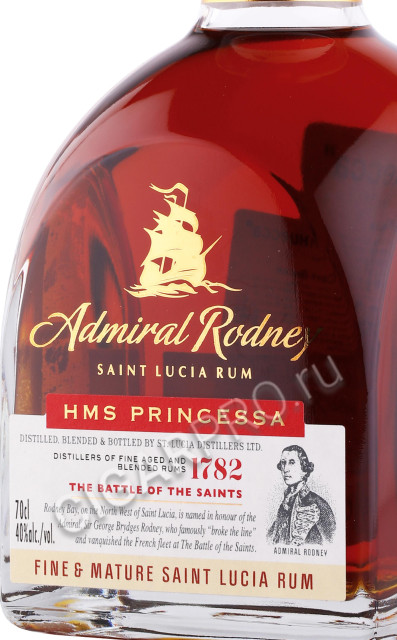 Admiral Rodney
SAINT LUCIA RUM
HMS PRINCESSA
DISTILLED, BLENDED & BOTTLED BY ST. LUCIA DISTILLERS LTD.
DISTILLERS OF FINE AGED AND
BLENDED RUMS 1782
THE BATTLE OF THE SAINTS
70cl
40%alc./vol.
Rodney Bay, on the North West of Saint Lucia, is named in honour of the
Admiral, Sir George Brydges Rodney, who famously "broke the line"
and vanquished the French fleet at The Battle of the Saints.
ADMIRAL RODNEY
FINE & MATURE SAINT LUCIA RUM
CIGARPRO.ru